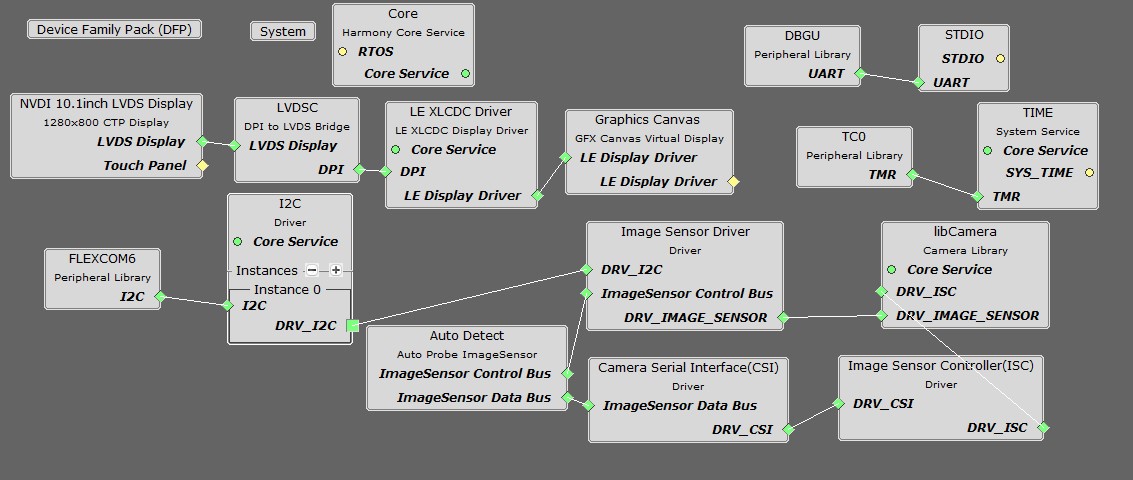 Device Family Pack (DFP)
System
Core
Harmony Core Service
RTOS
Core Service
DBGU
Peripheral Library
UART
STDIO
STDIO
UART
NVDI 10.1inch LVDS Display
1280x800 CTP Display
LVDS Display
Touch Panel
LVDSC
DPI to LVDS Bridge
LVDS Display
DPI
LE XLCDC Driver
LE XLCDC Display Driver
Core Service
DPI
LE Display Driver
Graphics Canvas
GFX Canvas Virtual Display
LE Display Driver
LE Display Driver
TC0
Peripheral Library
TMR
TIME
System Service
Core Service
SYS_TIME
TMR
FLEXCOM6
Peripheral Library
I2C
I2C
Driver
Core Service
Instances
Instance 0
I2C
DRV_I2C
Image Sensor Driver
Driver
DRV_I2C
ImageSensor Control Bus
DRV_IMAGE_SENSOR
libCamera
Camera Library
Core Service
DRV_ISC
DRV_IMAGE_SENSOR
Auto Detect
Auto Probe ImageSensor
ImageSensor Control Bus
ImageSensor Data Bus
Camera Serial Interface(CSI)
Driver
ImageSensor Data Bus
DRV_CSI
Image Sensor Controller(ISC)
Driver
DRV_CSI
DRV_ISC